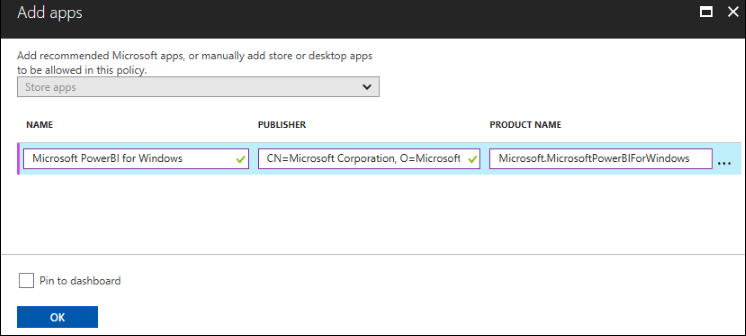 Add apps
Add recommended Microsoft apps, or manually add store or desktop apps
to be allowed in this policy.
Store apps
NAME PUBLISHER PRODUCT NAME
Microsoft PowerBI for Windows CN=Microsoft Corporation, O=Microsoft Microsoft.MicrosoftPowerBIForWindows ...
Pin to dashboard
OK